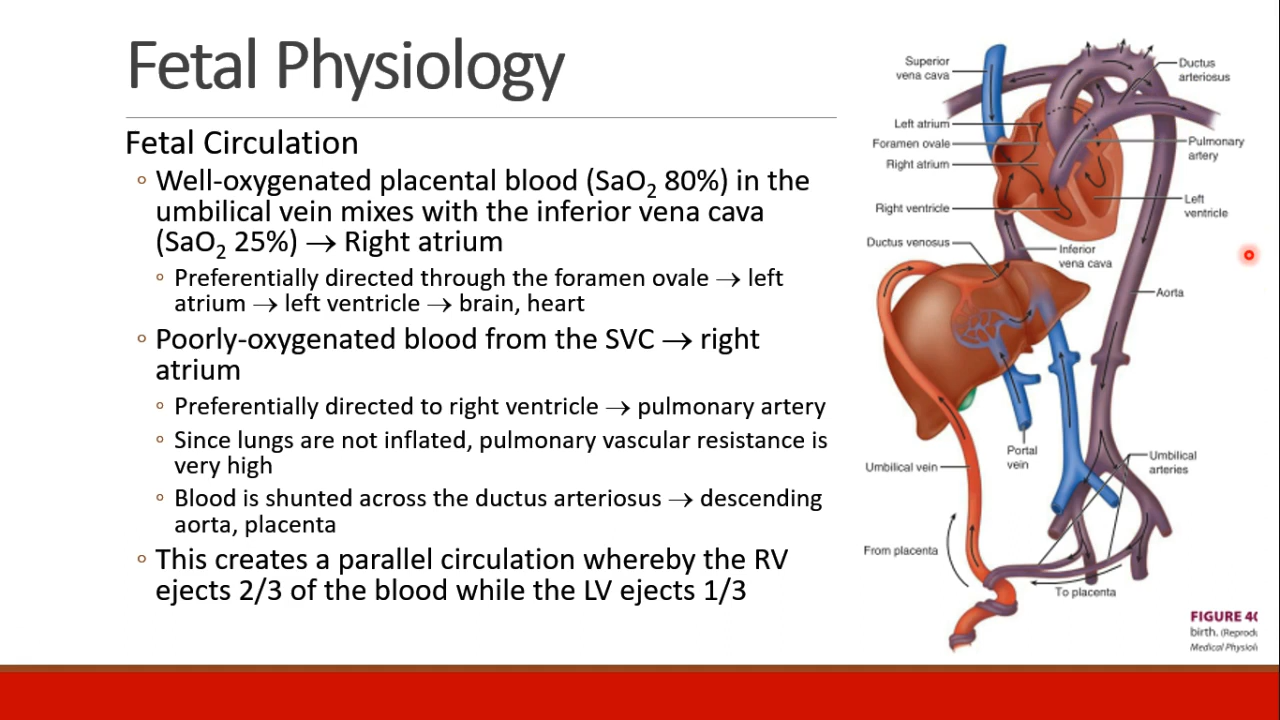 Fetal Physiology
Fetal Circulation
◦ Well-oxygenated placental blood (SaO₂ 80%) in the
umbilical vein mixes with the inferior vena cava
(SaO₂ 25%) → Right atrium
◦ Preferentially directed through the foramen ovale → left
atrium → left ventricle → brain, heart
◦ Poorly-oxygenated blood from the SVC → right
atrium
◦ Preferentially directed to right ventricle → pulmonary artery
◦ Since lungs are not inflated, pulmonary vascular resistance is
very high
◦ Blood is shunted across the ductus arteriosus → descending
aorta, placenta
◦ This creates a parallel circulation whereby the RV
ejects 2/3 of the blood while the LV ejects 1/3
Superior
vena cava
Ductus
arteriosus
Left atrium
Foramen ovale
Right atrium
Pulmonary
artery
Right ventricle
Left
ventricle
Ductus venosus
Inferior
vena cava
Aorta
Portal
vein
Umbilical vein
Umbilical
arteries
From placenta
To placenta
FIGURE 4
birth. (Reprod
Medical Physiol